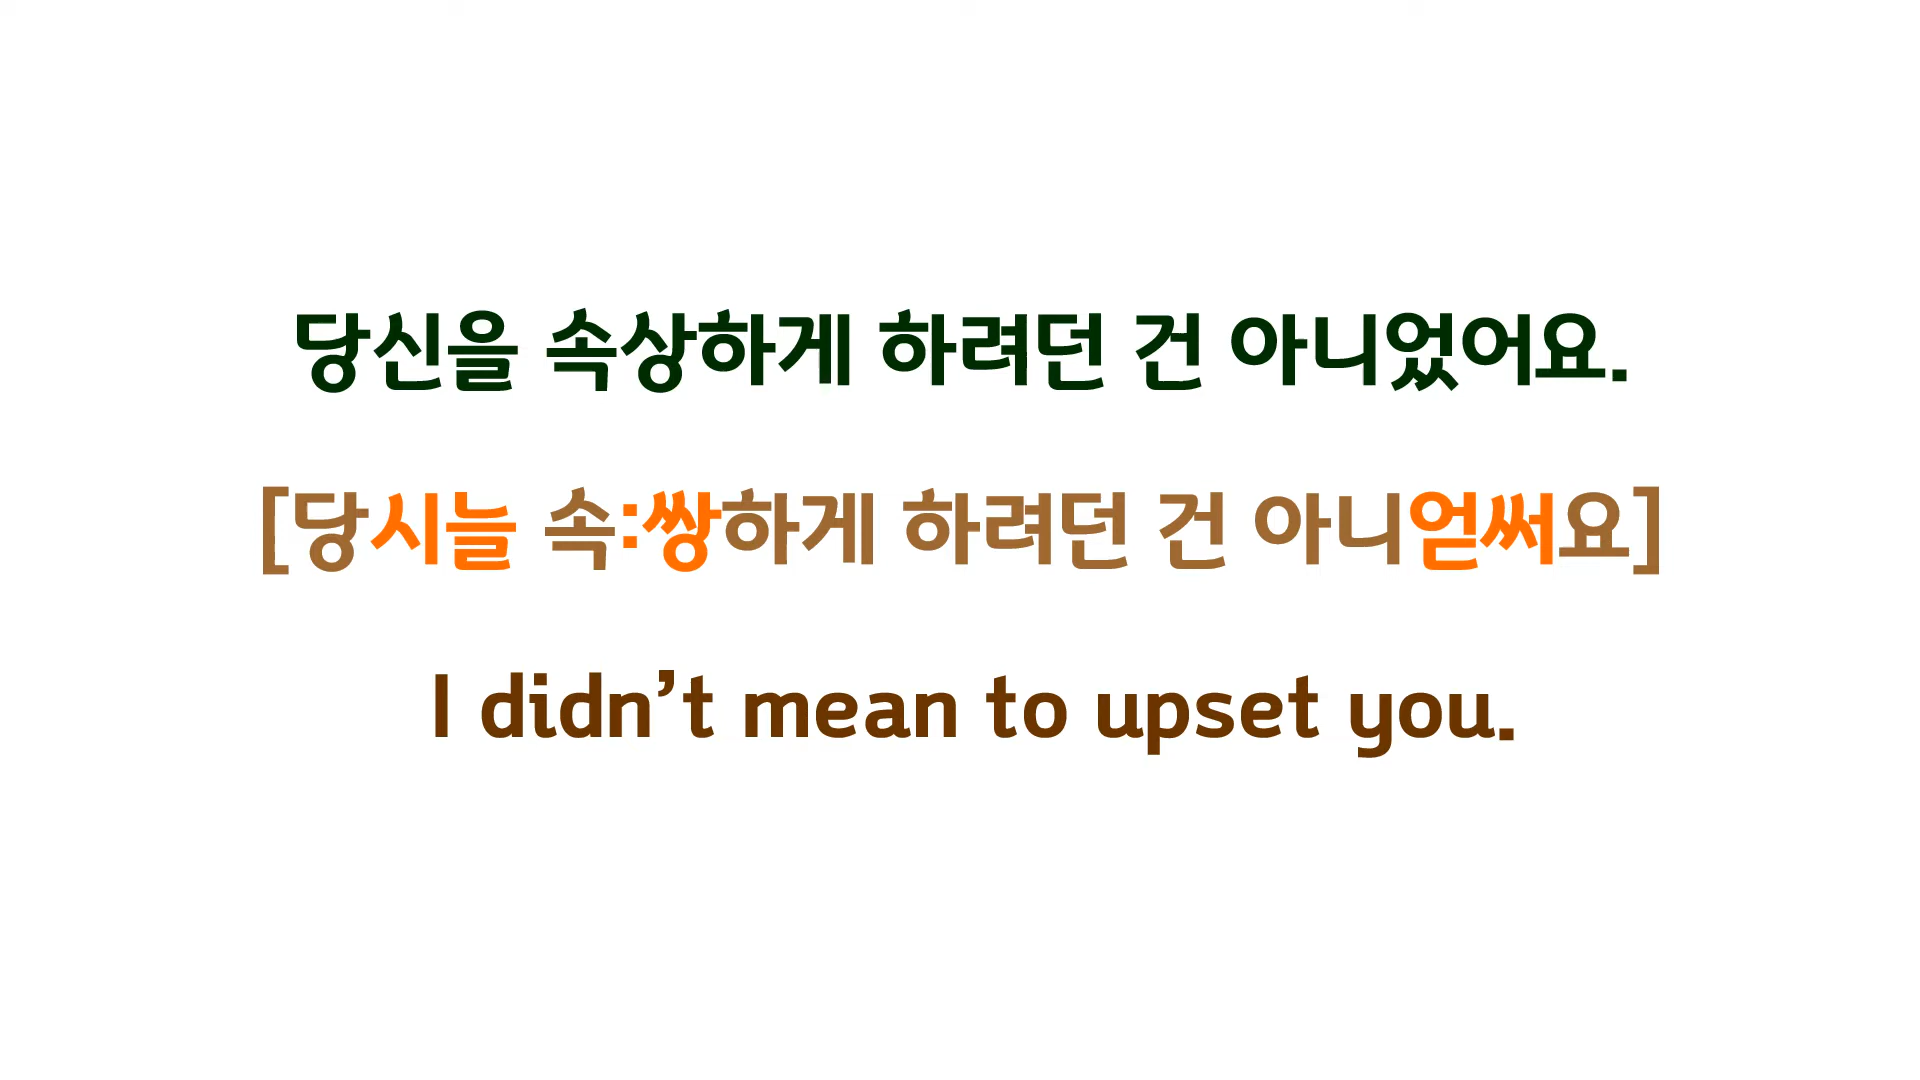 당신을 속상하게 하려던 건 아니었어요.
[당시늘 속:쌍하게 하려던 건 아니얻써요]
I didn’t mean to upset you.